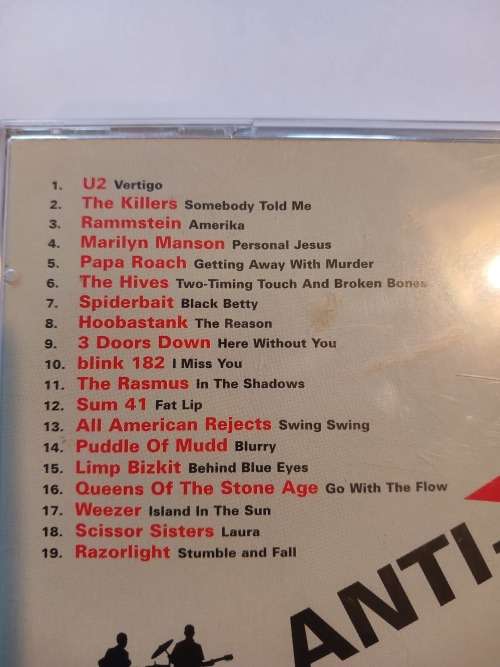 1. U2 Vertigo
2. The Killers Somebody Told Me
3. Rammstein Amerika
4. Marilyn Manson Personal Jesus
5. Papa Roach Getting Away With Murder
6. The Hives Two-Timing Touch And Broken Bones
7. Spiderbait Black Betty
8. Hoobastank The Reason
9. 3 Doors Down Here Without You
10. blink 182 I Miss You
11. The Rasmus In The Shadows
12. Sum 41 Fat Lip
13. All American Rejects Swing Swing
14. Puddle Of Mudd Blurry
15. Limp Bizkit Behind Blue Eyes
16. Queens Of The Stone Age Go With The Flow
17. Weezer Island In The Sun
18. Scissor Sisters Laura
19. Razorlight Stumble and Fall
ANTI-